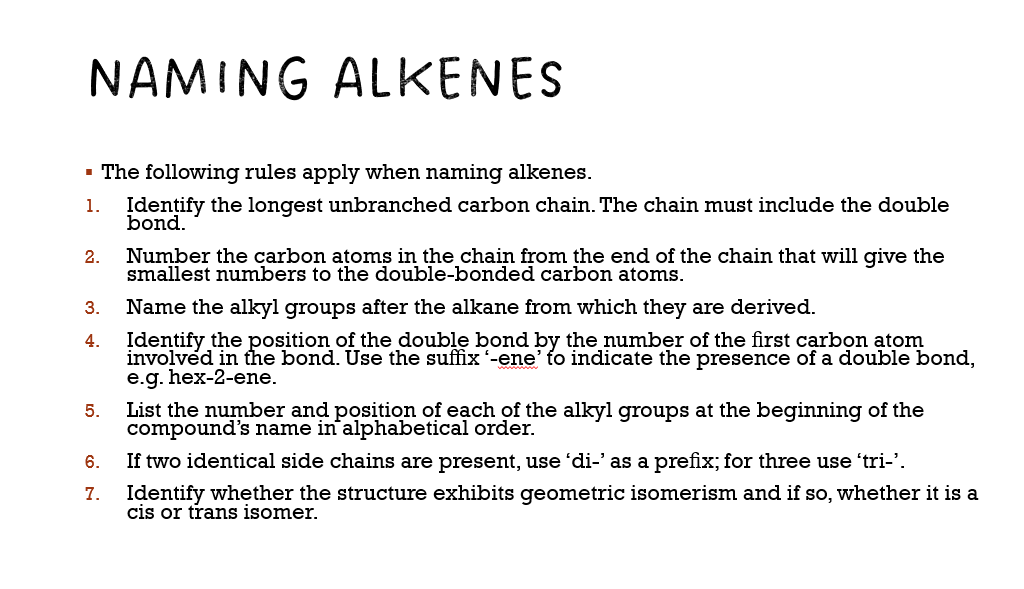 NAMING ALKENES
▪ The following rules apply when naming alkenes.
1. Identify the longest unbranched carbon chain. The chain must include the double
bond.
2. Number the carbon atoms in the chain from the end of the chain that will give the
smallest numbers to the double-bonded carbon atoms.
3. Name the alkyl groups after the alkane from which they are derived.
4. Identify the position of the double bond by the number of the first carbon atom
involved in the bond. Use the suffix ‘-ene’ to indicate the presence of a double bond,
e.g. hex-2-ene.
5. List the number and position of each of the alkyl groups at the beginning of the
compound’s name in alphabetical order.
6. If two identical side chains are present, use ‘di-’ as a prefix; for three use ‘tri-’.
7. Identify whether the structure exhibits geometric isomerism and if so, whether it is a
cis or trans isomer.